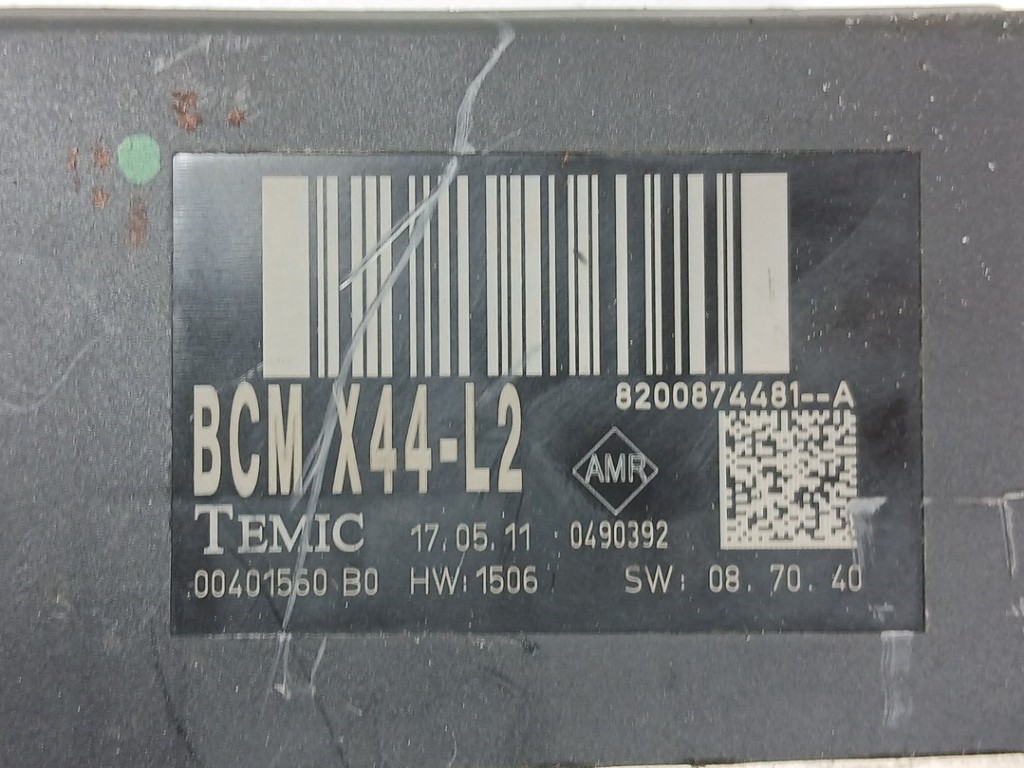 8200874481--A
BCM X44-L2
AMR
TEMIC 17.05.11 0490392
00401560 B0 HW:1506 SW: 08. 70. 40